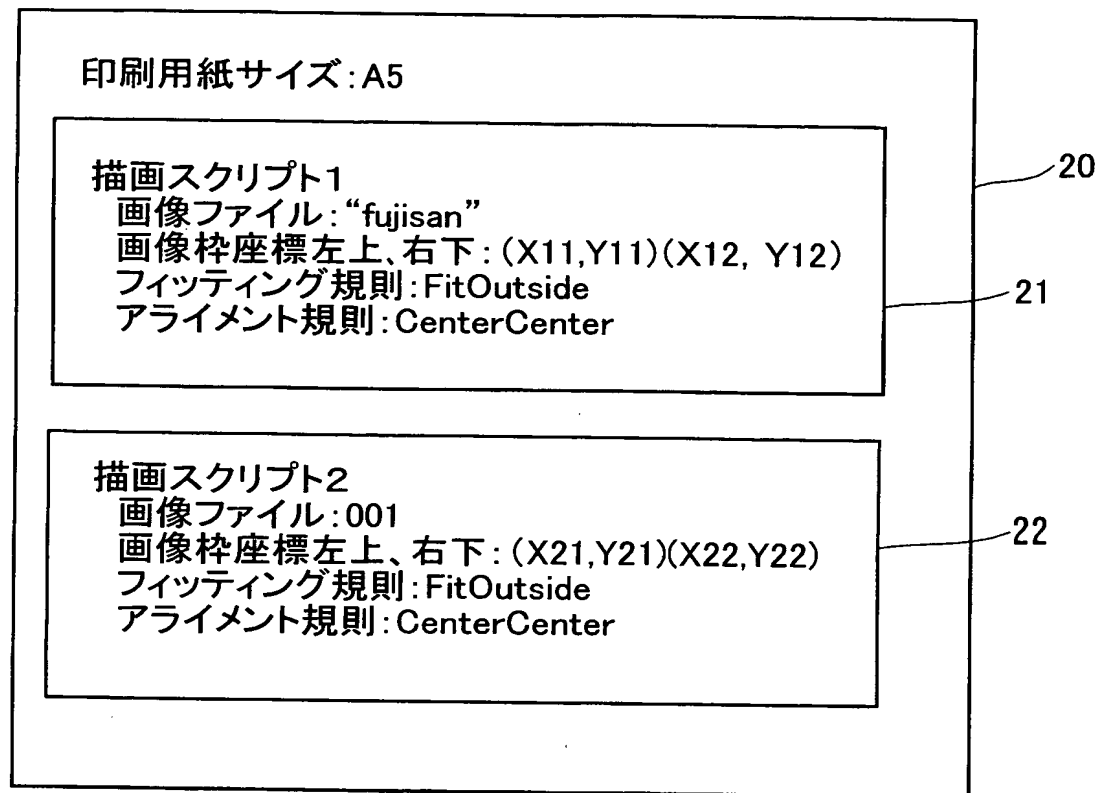 印刷用紙サイズ:A5
描画スクリプト1
画像ファイル:“fujisan”
画像枠座標左上、右下:(X11,Y11)(X12, Y12)
フィッティング規則:FitOutside
アライメント規則:CenterCenter
描画スクリプト2
画像ファイル:001
画像枠座標左上、右下:(X21,Y21)(X22,Y22)
フィッティング規則:FitOutside
アライメント規則:CenterCenter
20
21
22